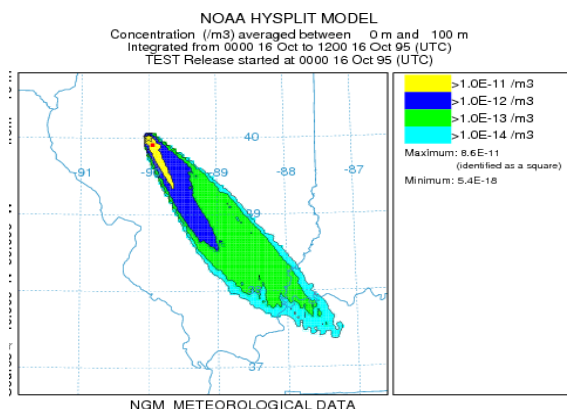 NOAA HYSPLIT MODEL
Concentration (/m3) averaged between 0 m and 100 m
Integrated from 0000 16 Oct to 1200 16 Oct 95 (UTC)
TEST Release started at 0000 16 Oct 95 (UTC)
>1.0E-11 /m3
>1.0E-12 /m3
>1.0E-13 /m3
>1.0E-14 /m3
Maximum: 8.6E-11
(identified as a square)
Minimum: 5.4E-18
40
-91 -90 -89 -88 -87
39
37
NGM METEOROLOGICAL DATA